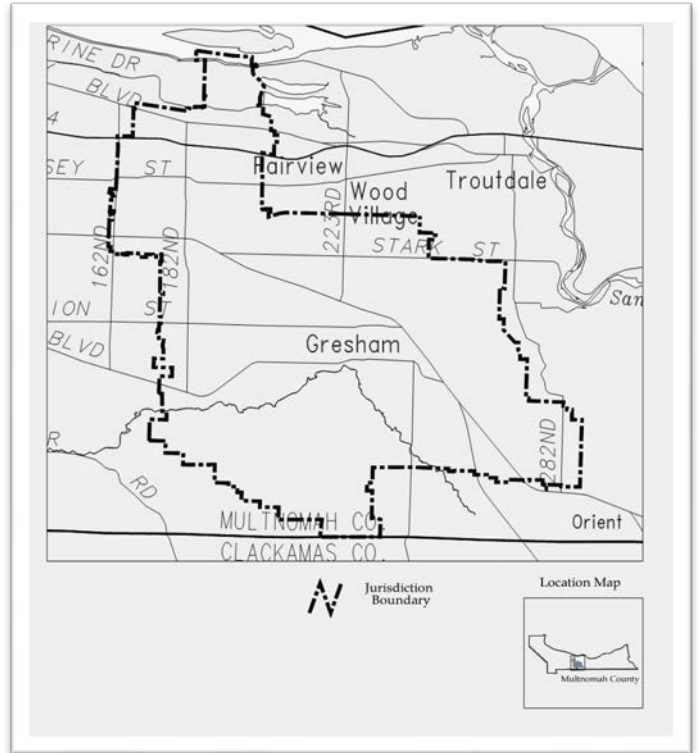 RINE DR
BLVD
4
SEY ST
Fairview
Wood
Village
Troutdale
223RD
162ND
182ND
STARK ST
San
ION ST
BLVD
Gresham
282ND
R
RD
MULTNOMAH CO.
CLACKAMAS CO.
Orient
Jurisdiction
Boundary
Location Map
Multnomah County